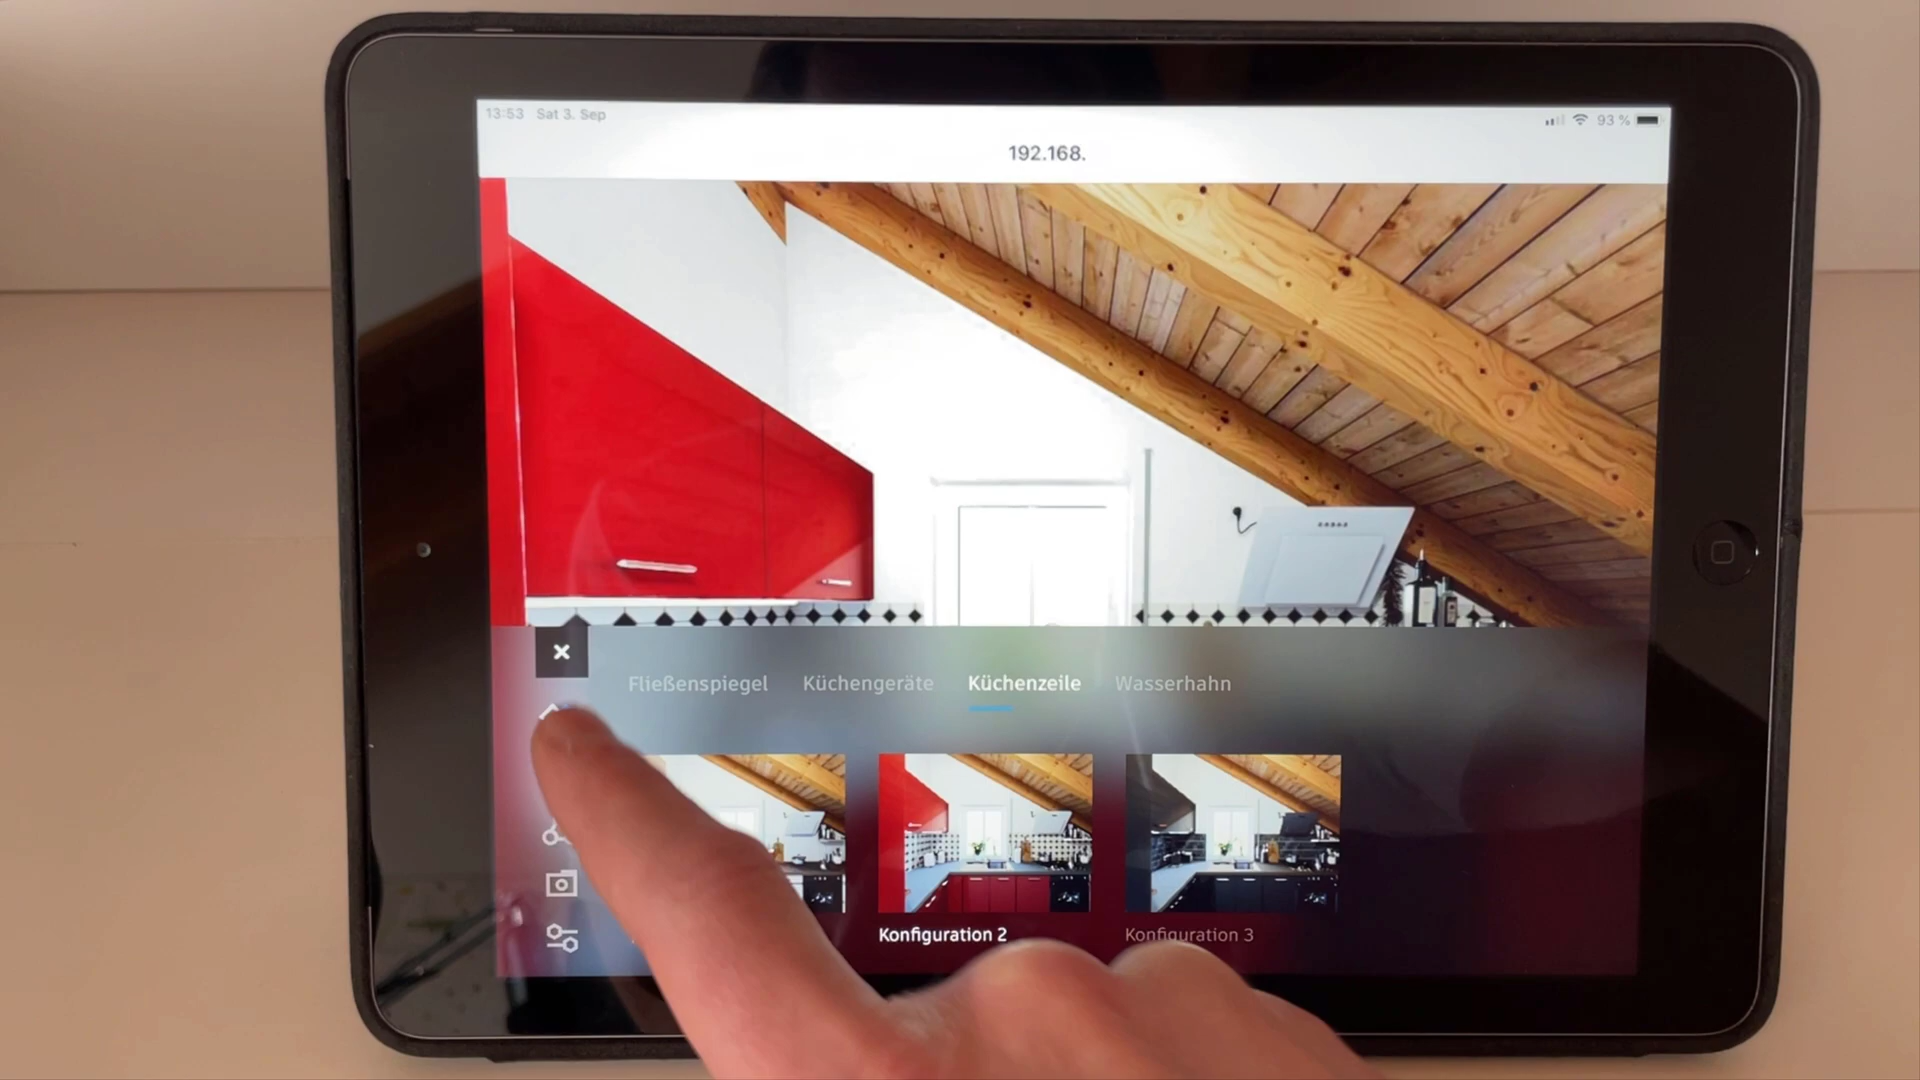 13:53 Sat 3. Sep 93 %
192.168.
Fließenspiegel Küchengeräte Küchenzeile Wasserhahn
Konfiguration 2 Konfiguration 3